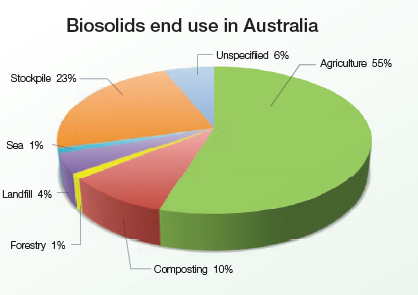 Biosolids end use in Australia
Unspecified 6%
Agriculture 55%
Stockpile 23%
Sea 1%
Landfill 4%
Forestry 1%
Composting 10%